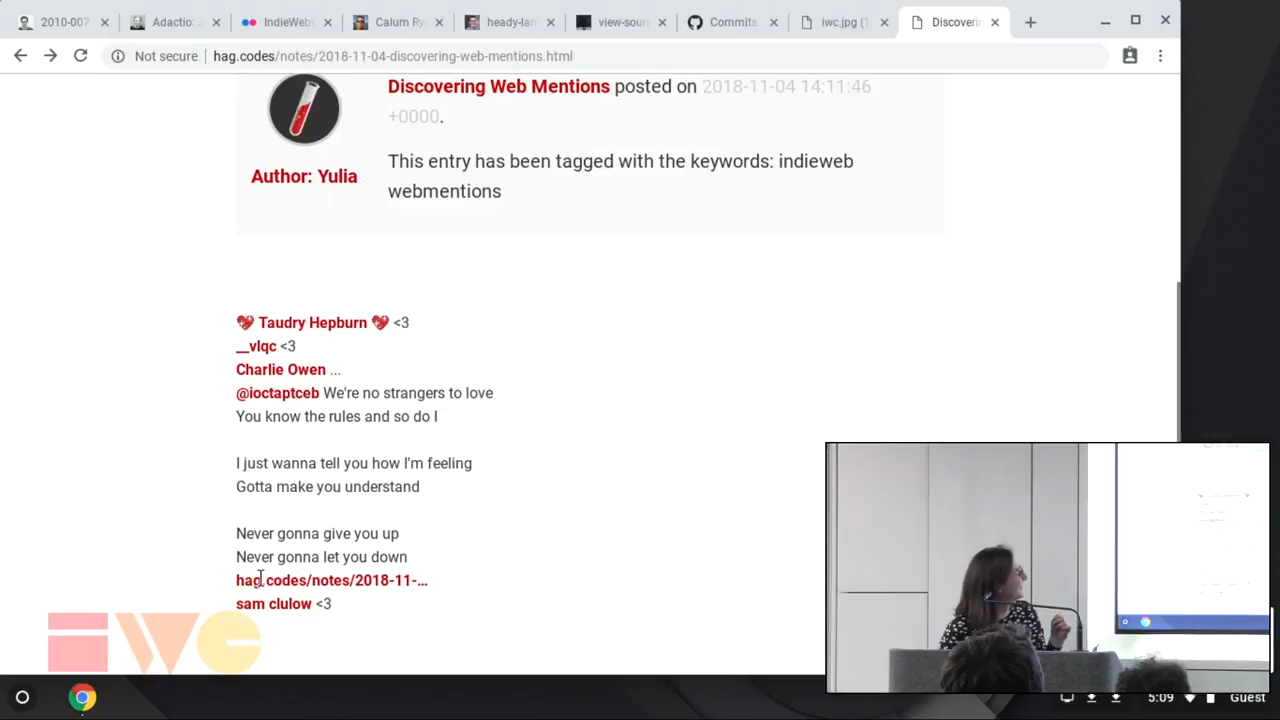 2010-007
Adactio: J
IndieWeb
Calum Ry
heady-lan
view-sour
Commits
iwc.jpg (1
Discoverin
Not secure
hag.codes/notes/2018-11-04-discovering-web-mentions.html
Discovering Web Mentions posted on 2018-11-04 14:11:46
+0000.
This entry has been tagged with the keywords: indieweb
webmentions
Author: Yulia
💖 Taudry Hepburn 💖 <3
__vlqc <3
Charlie Owen ...
@ioctaptceb We're no strangers to love
You know the rules and so do I
I just wanna tell you how I'm feeling
Gotta make you understand
Never gonna give you up
Never gonna let you down
hag.codes/notes/2018-11-…
sam clulow <3
iwc
5:09
Guest